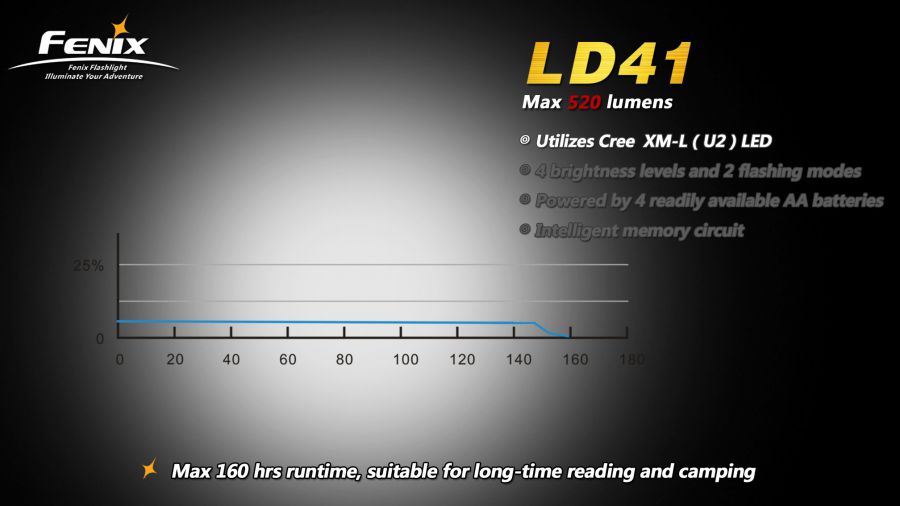 FENIX
Fenix Flashlight
Illuminate Your Adventure
LD41
Max 520 lumens
Utilizes Cree XM-L ( U2 ) LED
4 brightness levels and 2 flashing modes
Powered by 4 readily available AA batteries
Intelligent memory circuit
25%
0
0 20 40 60 80 100 120 140 160 180
Max 160 hrs runtime, suitable for long-time reading and camping